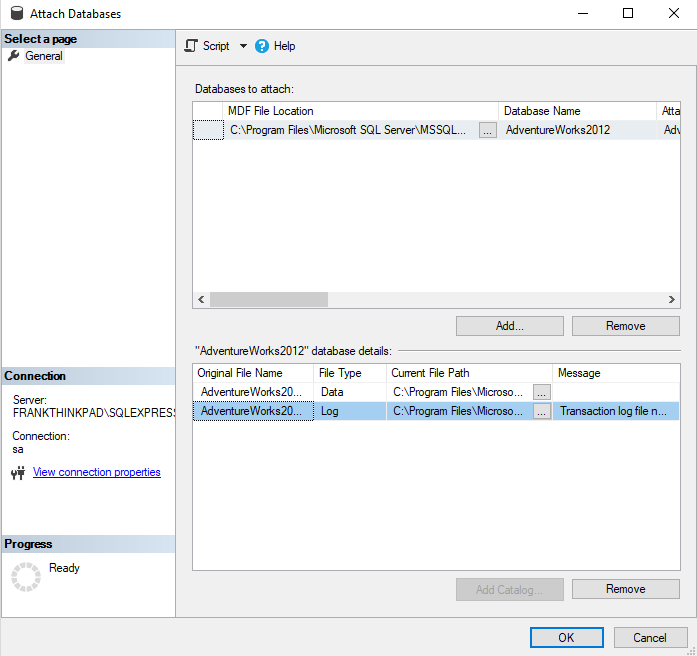 Attach Databases
Select a page
General
Script
Help
Databases to attach:
MDF File Location Database Name Atta
C:\Program Files\Microsoft SQL Server\MSSQL... ... AdventureWorks2012 Adv
Add... Remove
"AdventureWorks2012" database details:
Original File Name File Type Current File Path Message
AdventureWorks20... Data C:\Program Files\Microso... ...
AdventureWorks20... Log C:\Program Files\Microso... ... Transaction log file n...
Connection
Server:
FRANKTHINKPAD\SQLEXPRESS
Connection:
sa
View connection properties
Progress
Ready
Add Catalog... Remove
OK Cancel